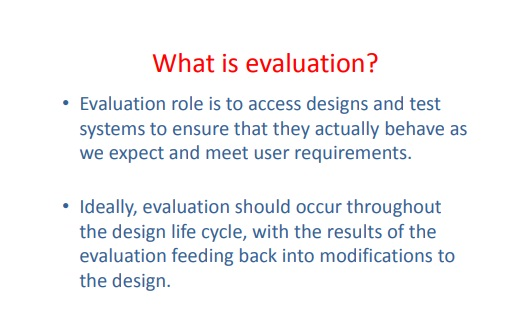 What is evaluation?
• Evaluation role is to access designs and test
systems to ensure that they actually behave as
we expect and meet user requirements.
• Ideally, evaluation should occur throughout
the design life cycle, with the results of the
evaluation feeding back into modifications to
the design.